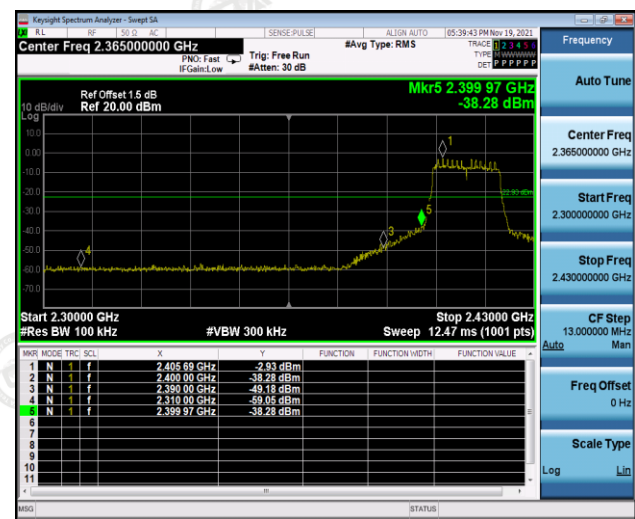 Keysight Spectrum Analyzer - Swept SA
RL RF 50 Ω AC SENSE:PULSE ALIGN AUTO 05:39:43 PM Nov 19, 2021
Center Freq 2.365000000 GHz
PNO: Fast
IFGain:Low
Trig: Free Run
#Atten: 30 dB
#Avg Type: RMS
TRACE 1 2 3 4 5 6
TYPE M WWWWW
DET P P P P P P
Mkr5 2.399 97 GHz
-38.28 dBm
Ref Offset 1.5 dB
10 dB/div Ref 20.00 dBm
Log
10.0
0.00
-10.0
-20.0
-30.0
-40.0
-50.0
-60.0
-70.0
1
-22.93 dBm
5
3
4
Start 2.30000 GHz Stop 2.43000 GHz
#Res BW 100 kHz #VBW 300 kHz Sweep 12.47 ms (1001 pts)
MKR MODE TRC SCL X Y FUNCTION FUNCTION WIDTH FUNCTION VALUE
1 N 1 f 2.405 69 GHz -2.93 dBm
2 N 1 f 2.400 00 GHz -38.28 dBm
3 N 1 f 2.390 00 GHz -49.18 dBm
4 N 1 f 2.310 00 GHz -59.05 dBm
5 N 1 f 2.399 97 GHz -38.28 dBm
6
7
8
9
10
11
MSG STATUS
Frequency
Auto Tune
Center Freq
2.365000000 GHz
Start Freq
2.300000000 GHz
Stop Freq
2.430000000 GHz
CF Step
13.000000 MHz
Auto Man
Freq Offset
0 Hz
Scale Type
Log Lin